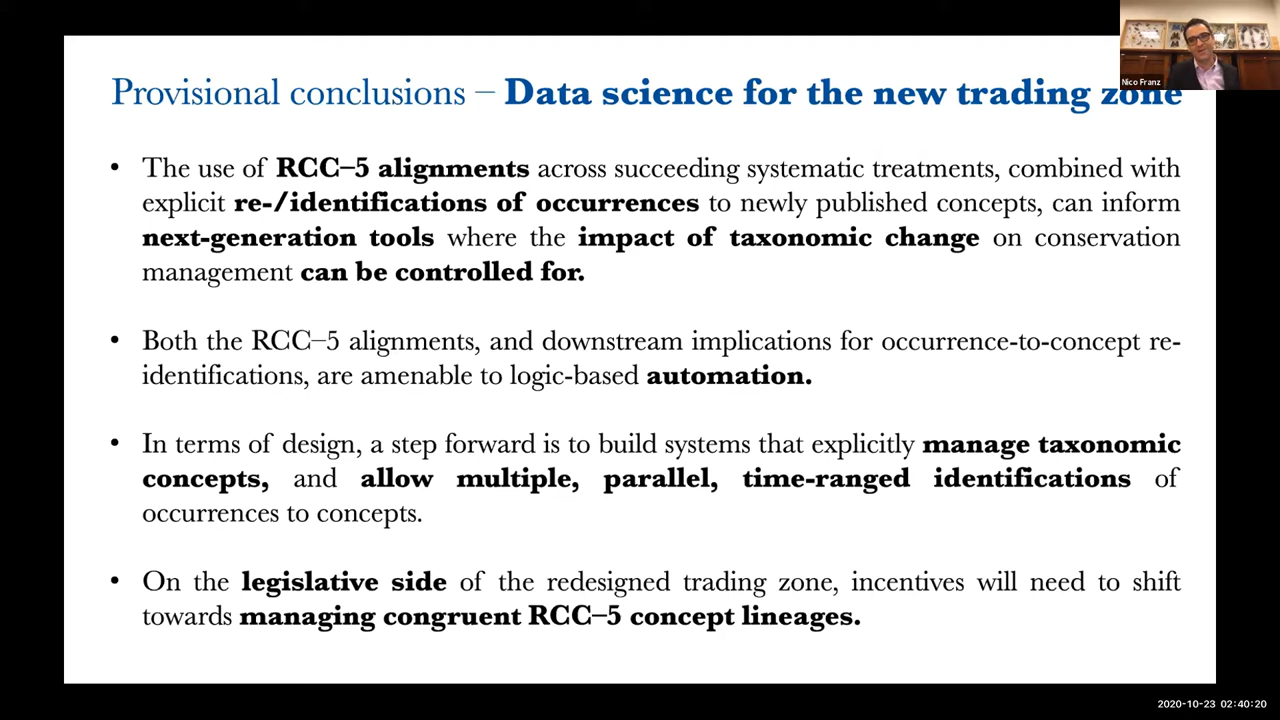 Nico Franz
Provisional conclusions – Data science for the new trading zone
• The use of RCC–5 alignments across succeeding systematic treatments, combined with
explicit re-/identifications of occurrences to newly published concepts, can inform
next-generation tools where the impact of taxonomic change on conservation
management can be controlled for.
• Both the RCC–5 alignments, and downstream implications for occurrence-to-concept re-
identifications, are amenable to logic-based automation.
• In terms of design, a step forward is to build systems that explicitly manage taxonomic
concepts, and allow multiple, parallel, time-ranged identifications of
occurrences to concepts.
• On the legislative side of the redesigned trading zone, incentives will need to shift
towards managing congruent RCC–5 concept lineages.
2020-10-23 02:40:20